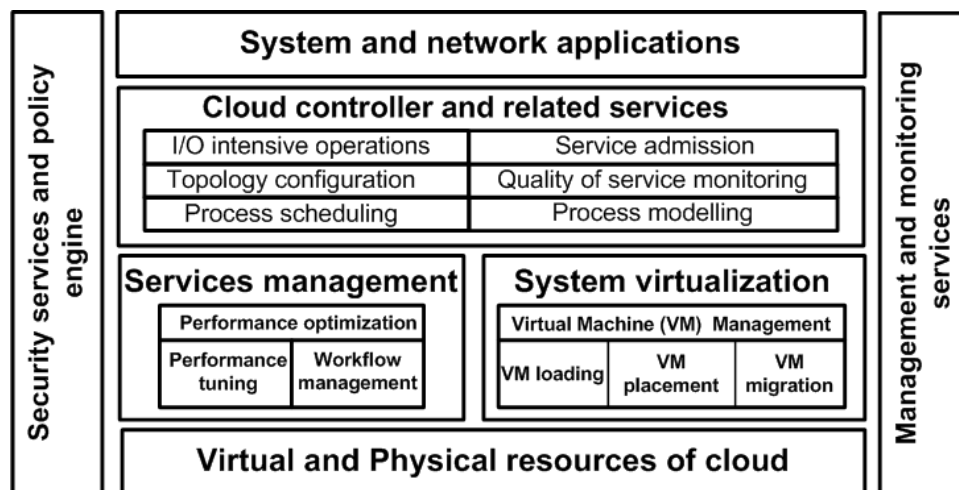 Security services and policy
engine
System and network applications
Cloud controller and related services
I/O intensive operations
Service admission
Topology configuration
Quality of service monitoring
Process scheduling
Process modelling
Services management
Performance optimization
Performance
tuning
Workflow
management
System virtualization
Virtual Machine (VM) Management
VM loading
VM
placement
VM
migration
Virtual and Physical resources of cloud
Management and monitoring
services